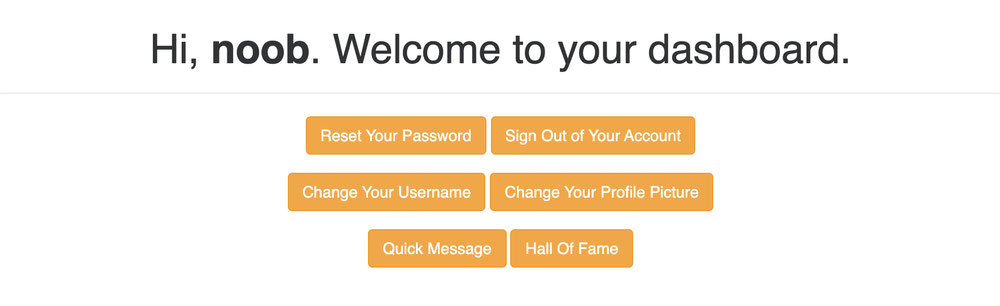 Hi, noob. Welcome to your dashboard.
Reset Your Password Sign Out of Your Account
Change Your Username Change Your Profile Picture
Quick Message Hall Of Fame